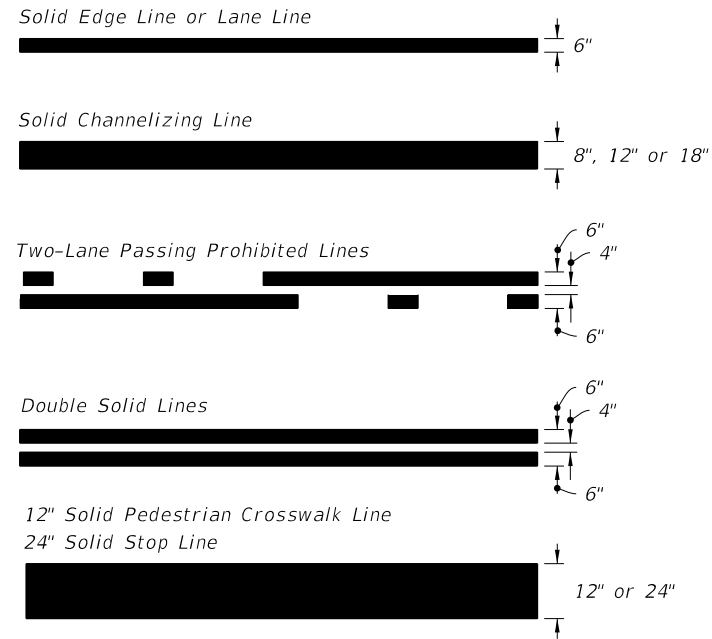 Solid Edge Line or Lane Line
6"
Solid Channelizing Line
8", 12" or 18"
6"
Two-Lane Passing Prohibited Lines
4"
6"
6"
Double Solid Lines
4"
6"
12" Solid Pedestrian Crosswalk Line
24" Solid Stop Line
12" or 24"